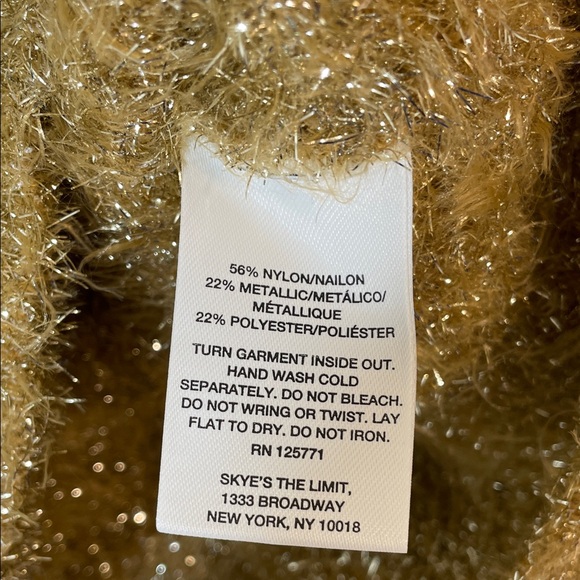 56% NYLON/NAILON
22% METALLIC/METÁLICO/
MÉTALLIQUE
22% POLYESTER/POLIÉSTER
TURN GARMENT INSIDE OUT.
HAND WASH COLD
SEPARATELY. DO NOT BLEACH.
DO NOT WRING OR TWIST. LAY
FLAT TO DRY. DO NOT IRON.
RN 125771
SKYE'S THE LIMIT,
1333 BROADWAY
NEW YORK, NY 10018